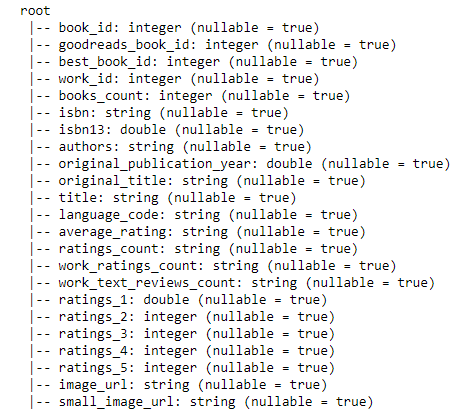 root
 |-- book_id: integer (nullable = true)
 |-- goodreads_book_id: integer (nullable = true)
 |-- best_book_id: integer (nullable = true)
 |-- work_id: integer (nullable = true)
 |-- books_count: integer (nullable = true)
 |-- isbn: string (nullable = true)
 |-- isbn13: double (nullable = true)
 |-- authors: string (nullable = true)
 |-- original_publication_year: double (nullable = true)
 |-- original_title: string (nullable = true)
 |-- title: string (nullable = true)
 |-- language_code: string (nullable = true)
 |-- average_rating: string (nullable = true)
 |-- ratings_count: string (nullable = true)
 |-- work_ratings_count: string (nullable = true)
 |-- work_text_reviews_count: string (nullable = true)
 |-- ratings_1: double (nullable = true)
 |-- ratings_2: integer (nullable = true)
 |-- ratings_3: integer (nullable = true)
 |-- ratings_4: integer (nullable = true)
 |-- ratings_5: integer (nullable = true)
 |-- image_url: string (nullable = true)
 |-- small_image_url: string (nullable = true)